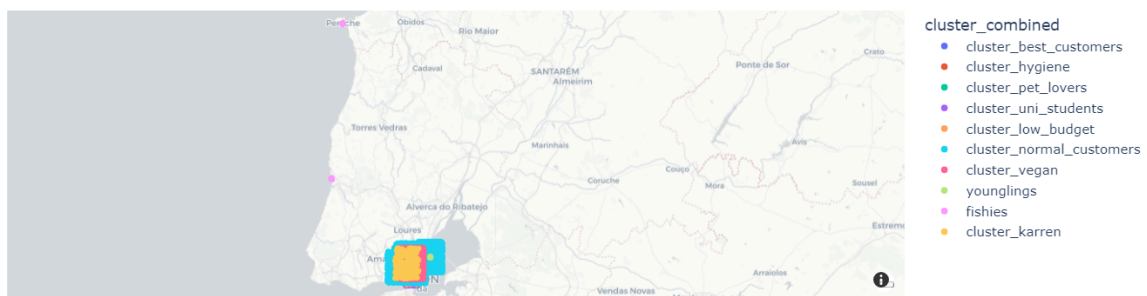 Peniche
Obidos
Rio Maior
Cadaval
SANTARÉM
Almeirim
Ponte de Sor
Crato
Torres Vedras
Marinhais
Avis
Couço
Coruche
Mora
Sousel
Alverca do Ribatejo
Loures
Estremo
Ama
N
da
Arraiolos
Vendas Novas
cluster_combined
cluster_best_customers
cluster_hygiene
cluster_pet_lovers
cluster_uni_students
cluster_low_budget
cluster_normal_customers
cluster_vegan
younglings
fishies
cluster_karren